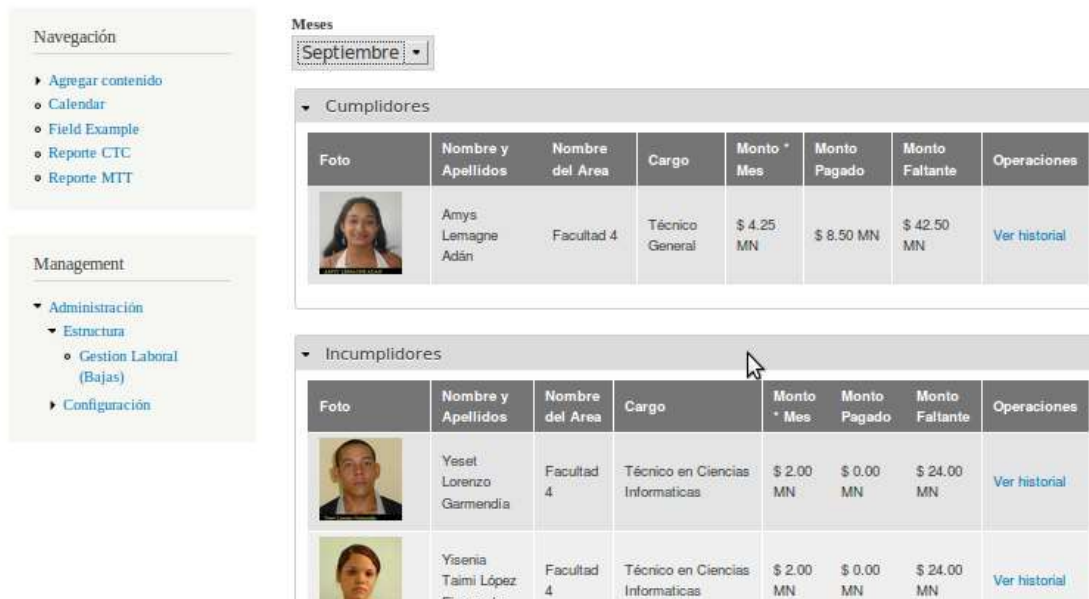 Navegación
Agregar contenido
Calendar
Field Example
Reporte CTC
Reporte MTT
Management
Administración
Estructura
Gestion Laboral
(Bajas)
Configuración
Meses
Septiembre
Cumplidores
Foto
Nombre y
Apellidos
Nombre
del Area
Cargo
Monto *
Mes
Monto
Pagado
Monto
Faltante
Operaciones
Amys
Lemagne
Adán
Facultad 4
Técnico
General
$ 4.25
MN
$ 8.50 MN
$ 42.50
MN
Ver historial
Incumplidores
Foto
Nombre y
Apellidos
Nombre
del Area
Cargo
Monto
* Mes
Monto
Pagado
Monto
Faltante
Operaciones
Yeset
Lorenzo
Garmendía
Facultad
4
Técnico en Ciencias
Informaticas
$ 2.00
MN
$ 0.00
MN
$ 24.00
MN
Ver historial
Yisenia
Taimi López
Facultad
4
Técnico en Ciencias
Informaticas
$ 2.00
MN
$ 0.00
MN
$ 24.00
MN
Ver historial